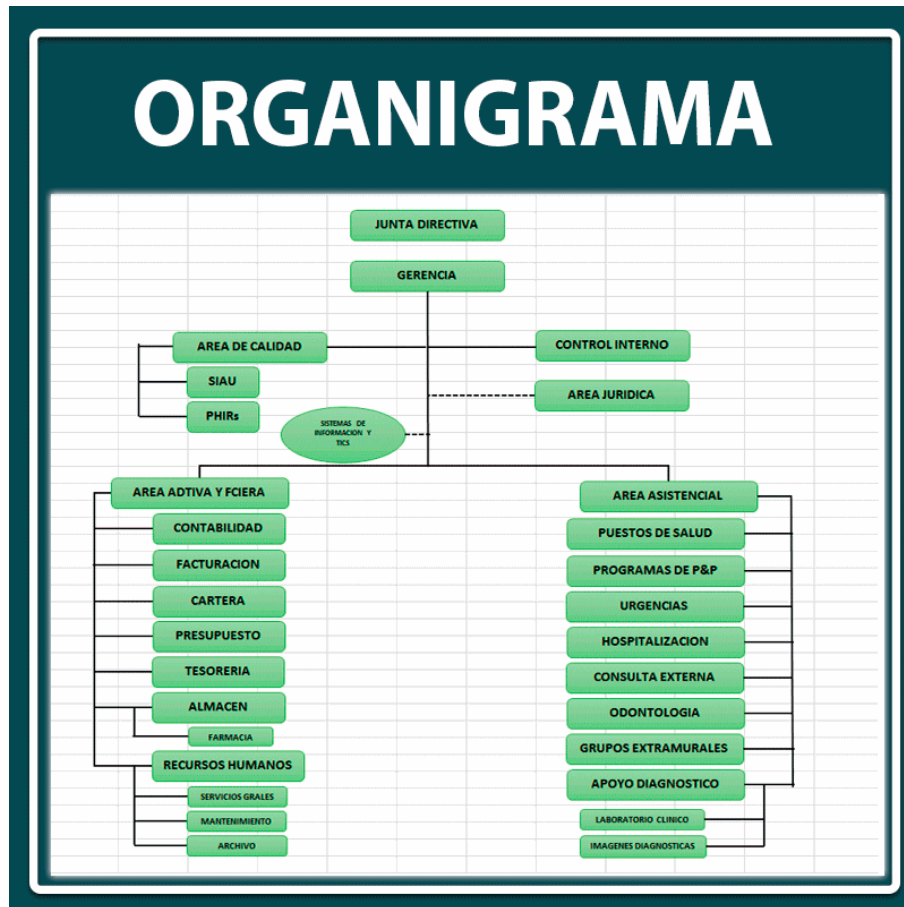 ORGANIGRAMA
JUNTA DIRECTIVA
GERENCIA
AREA DE CALIDAD
CONTROL INTERNO
SIAU
AREA JURIDICA
PHIRs
SISTEMAS DE
INFORMACION Y
TICS
AREA ADTIVA Y FCIERA
CONTABILIDAD
FACTURACION
CARTERA
PRESUPUESTO
TESORERIA
ALMACEN
FARMACIA
RECURSOS HUMANOS
SERVICIOS GRALES
MANTENIMIENTO
ARCHIVO
AREA ASISTENCIAL
PUESTOS DE SALUD
PROGRAMAS DE P&P
URGENCIAS
HOSPITALIZACION
CONSULTA EXTERNA
ODONTOLOGIA
GRUPOS EXTRAMURALES
APOYO DIAGNOSTICO
LABORATORIO CLINICO
IMAGENES DIAGNOSTICAS